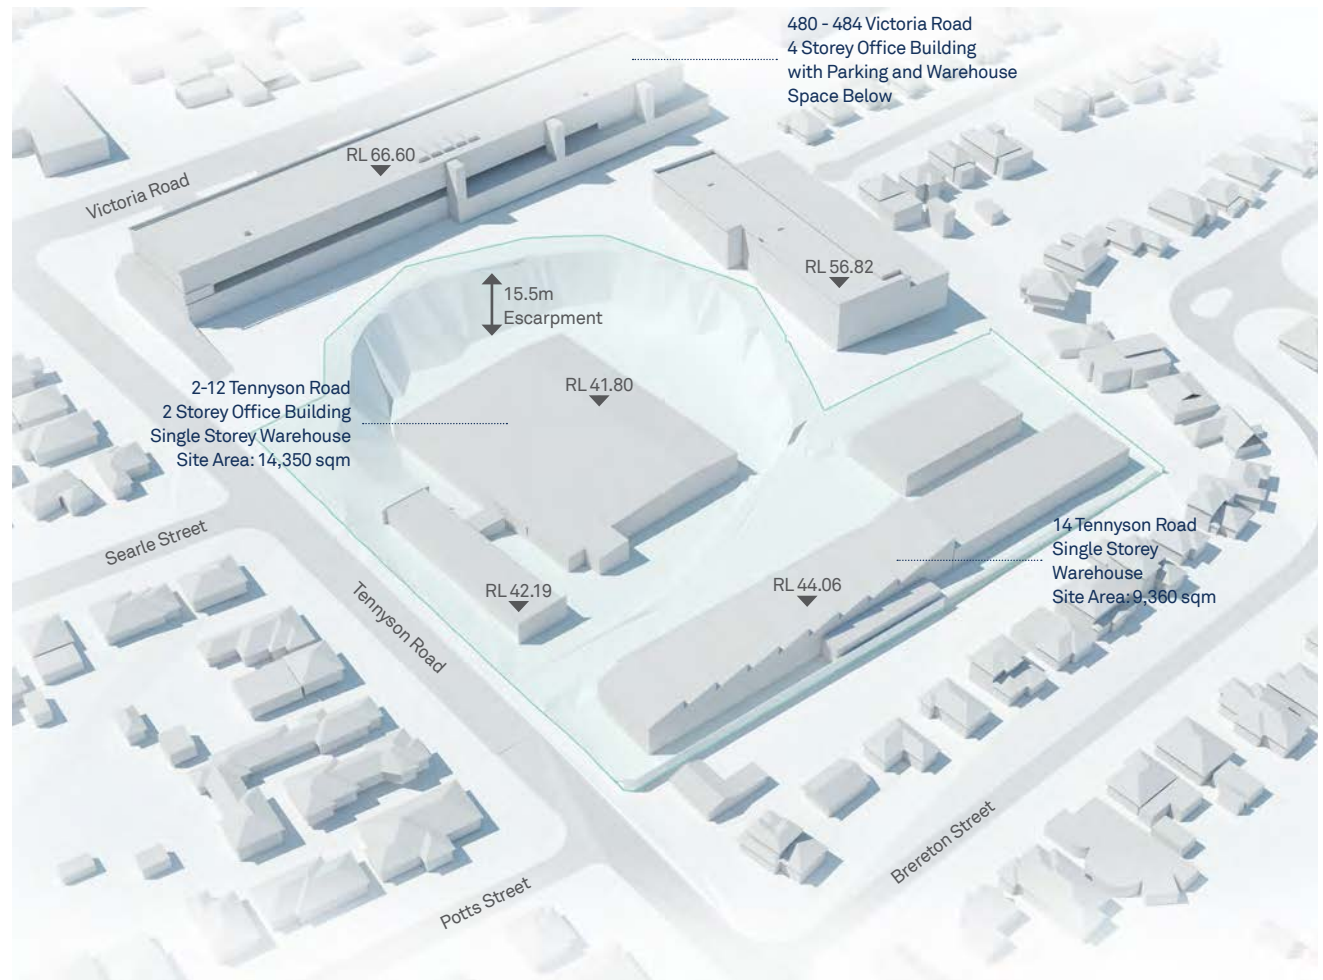 480 - 484 Victoria Road
4 Storey Office Building
with Parking and Warehouse
Space Below
RL 66.60
Victoria Road
RL 56.82
15.5m
Escarpment
RL 41.80
2-12 Tennyson Road
2 Storey Office Building
Single Storey Warehouse
Site Area: 14,350 sqm
Searle Street
14 Tennyson Road
Single Storey
Warehouse
Site Area: 9,360 sqm
RL 42.19
RL 44.06
Tennyson Road
Brereton Street
Potts Street